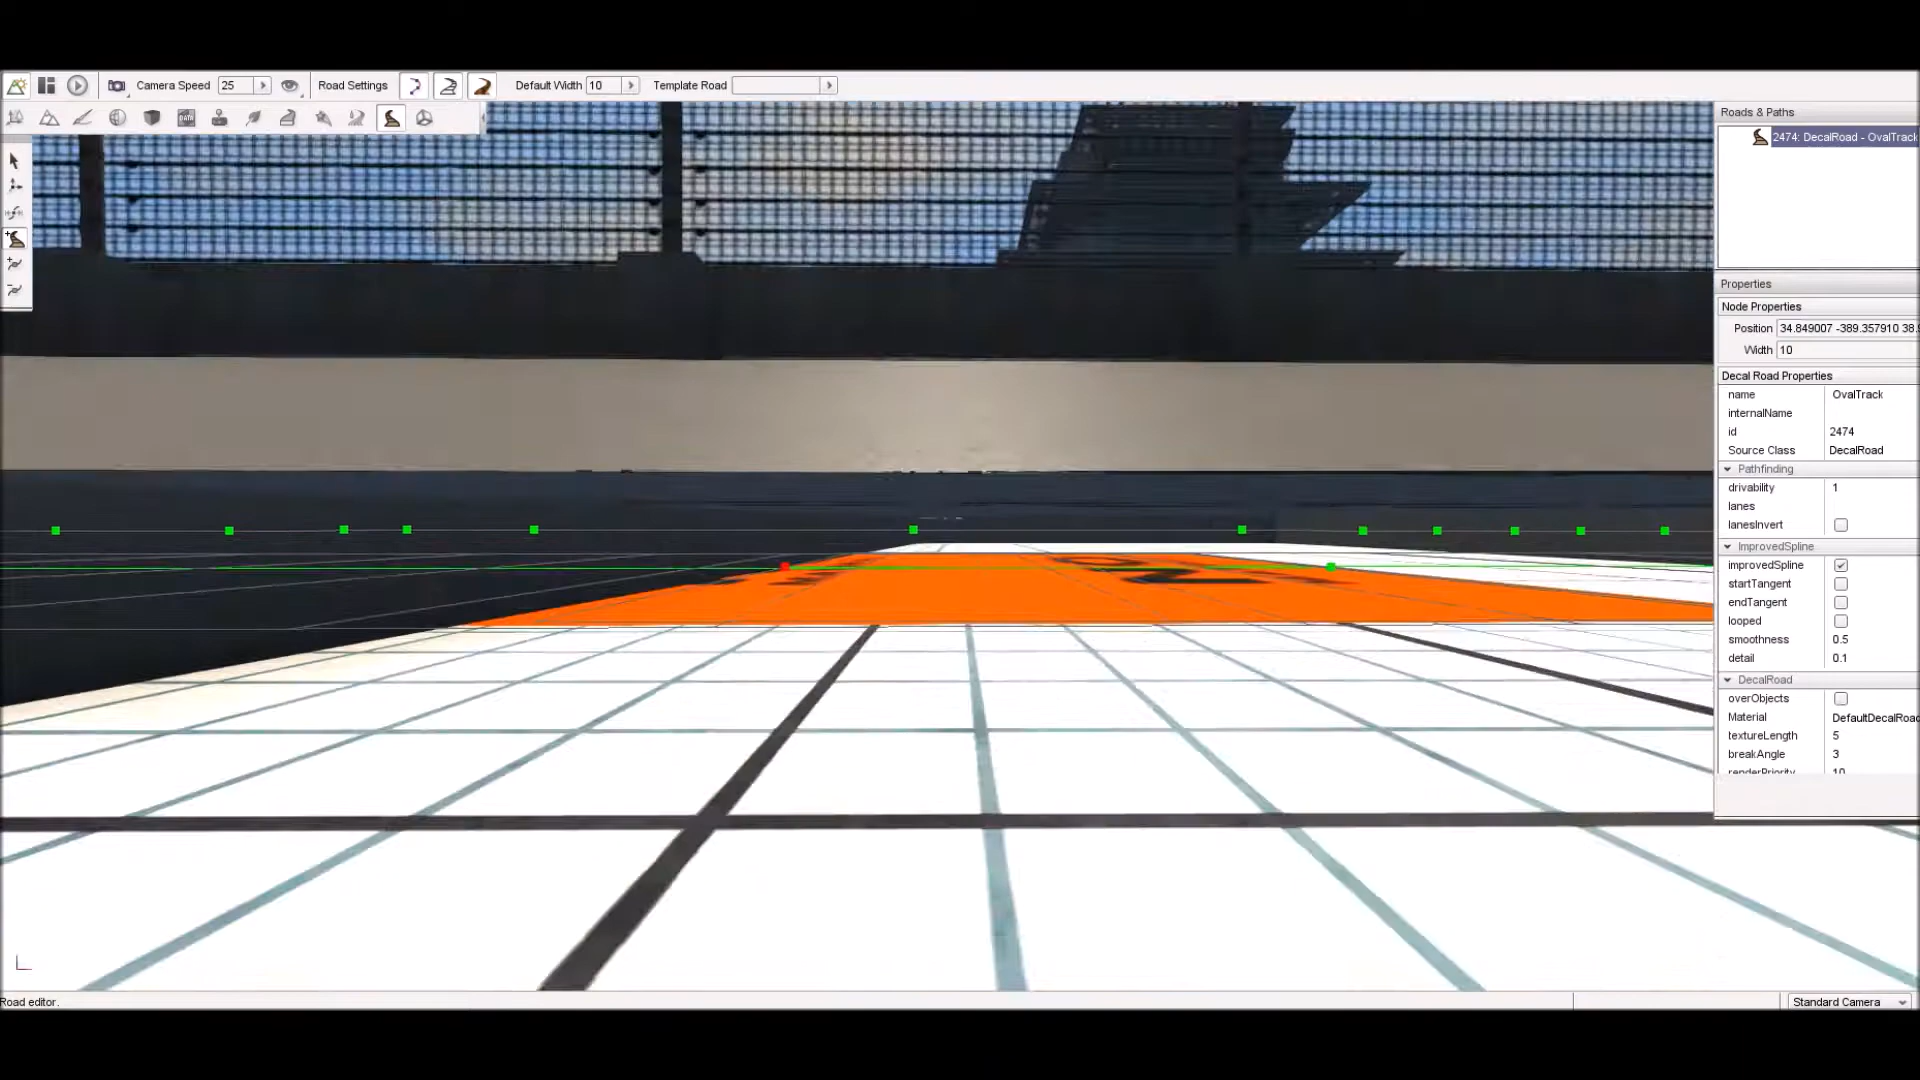 Camera Speed 25 Road Settings Default Width 10 Template Road
DATA
Roads & Paths
2474: DecalRoad - OvalTrack
Properties
Node Properties
Position 34.849007 -389.357910 38.
Width 10
Decal Road Properties
name OvalTrack
internalName
id 2474
Source Class DecalRoad
Pathfinding
drivability 1
lanes
lanesInvert
ImprovedSpline
improvedSpline
startTangent
endTangent
looped
smoothness 0.5
detail 0.1
DecalRoad
overObjects
Material DefaultDecalRoad
textureLength 5
breakAngle 3
renderPriority 10
Road editor.
Standard Camera